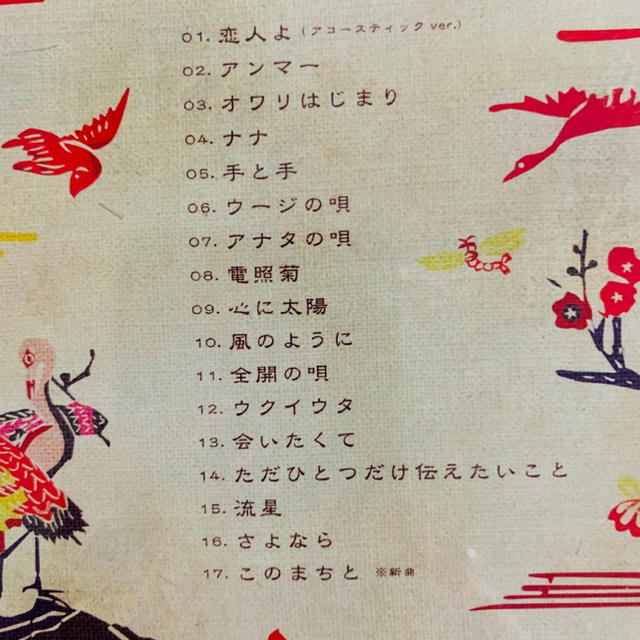 01. 恋人よ (アコースティックver.)
02. アンマー
03. オワリはじまり
04. ナナ
05. 手と手
06. ウージの唄
07. アナタの唄
08. 電照菊
09. 心に太陽
10. 風のように
11. 全開の唄
12. ウクイウタ
13. 会いたくて
14. ただひとつだけ伝えたいこと
15. 流星
16. さよなら
17. このまちと ※新曲